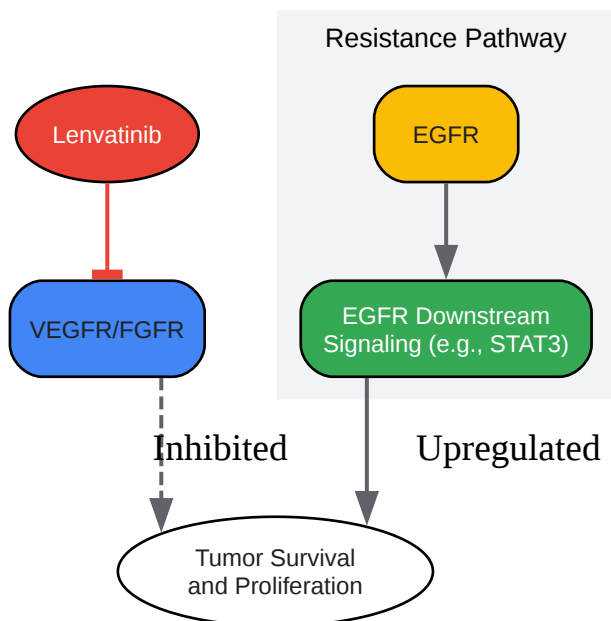 Resistance Pathway
Lenvatinib
EGFR
VEGFR/FGFR
EGFR Downstream
Signaling (e.g., STAT3)
Inhibited
Upregulated
Tumor Survival
and Proliferation